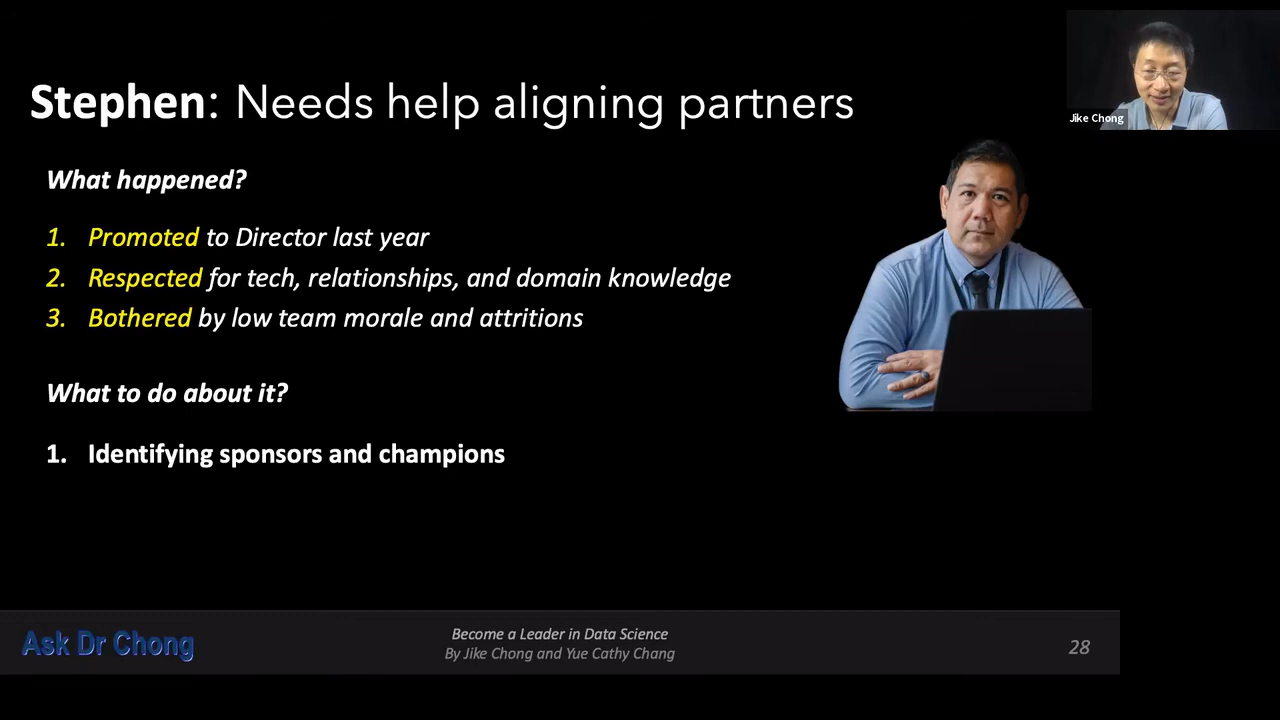 Jike Chong
Stephen: Needs help aligning partners
What happened?
1. Promoted to Director last year
2. Respected for tech, relationships, and domain knowledge
3. Bothered by low team morale and attritions
What to do about it?
1. Identifying sponsors and champions
Ask Dr Chong
Become a Leader in Data Science
By Jike Chong and Yue Cathy Chang
28